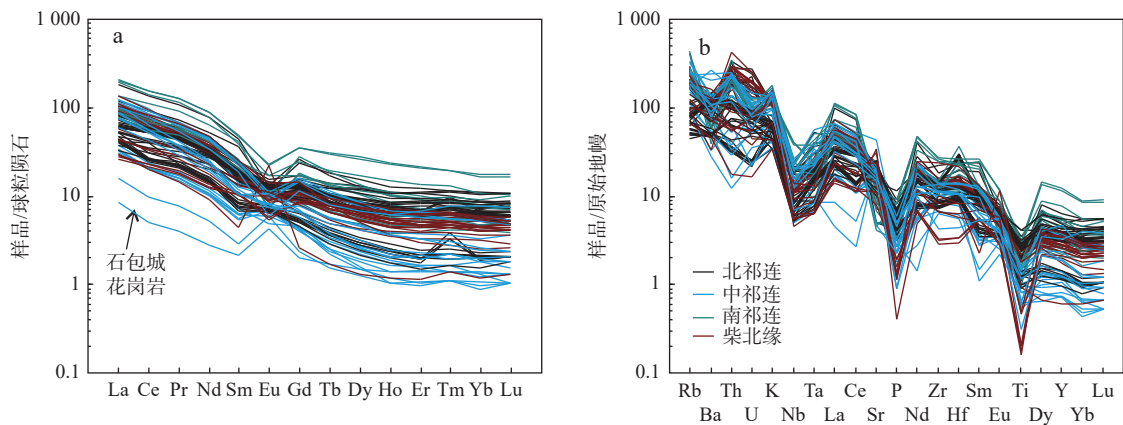 a
样品/球粒陨石
1 000
100
10
1
0.1
石包城
花岗岩
La Ce Pr Nd Sm Eu Gd Tb Dy Ho Er Tm Yb Lu
b
样品/原始地幔
1 000
100
10
1
0.1
北祁连
中祁连
南祁连
柴北缘
Rb Th K Ta Ce P Zr Sm Ti Y Lu
Ba U Nb La Sr Nd Hf Eu Dy Yb